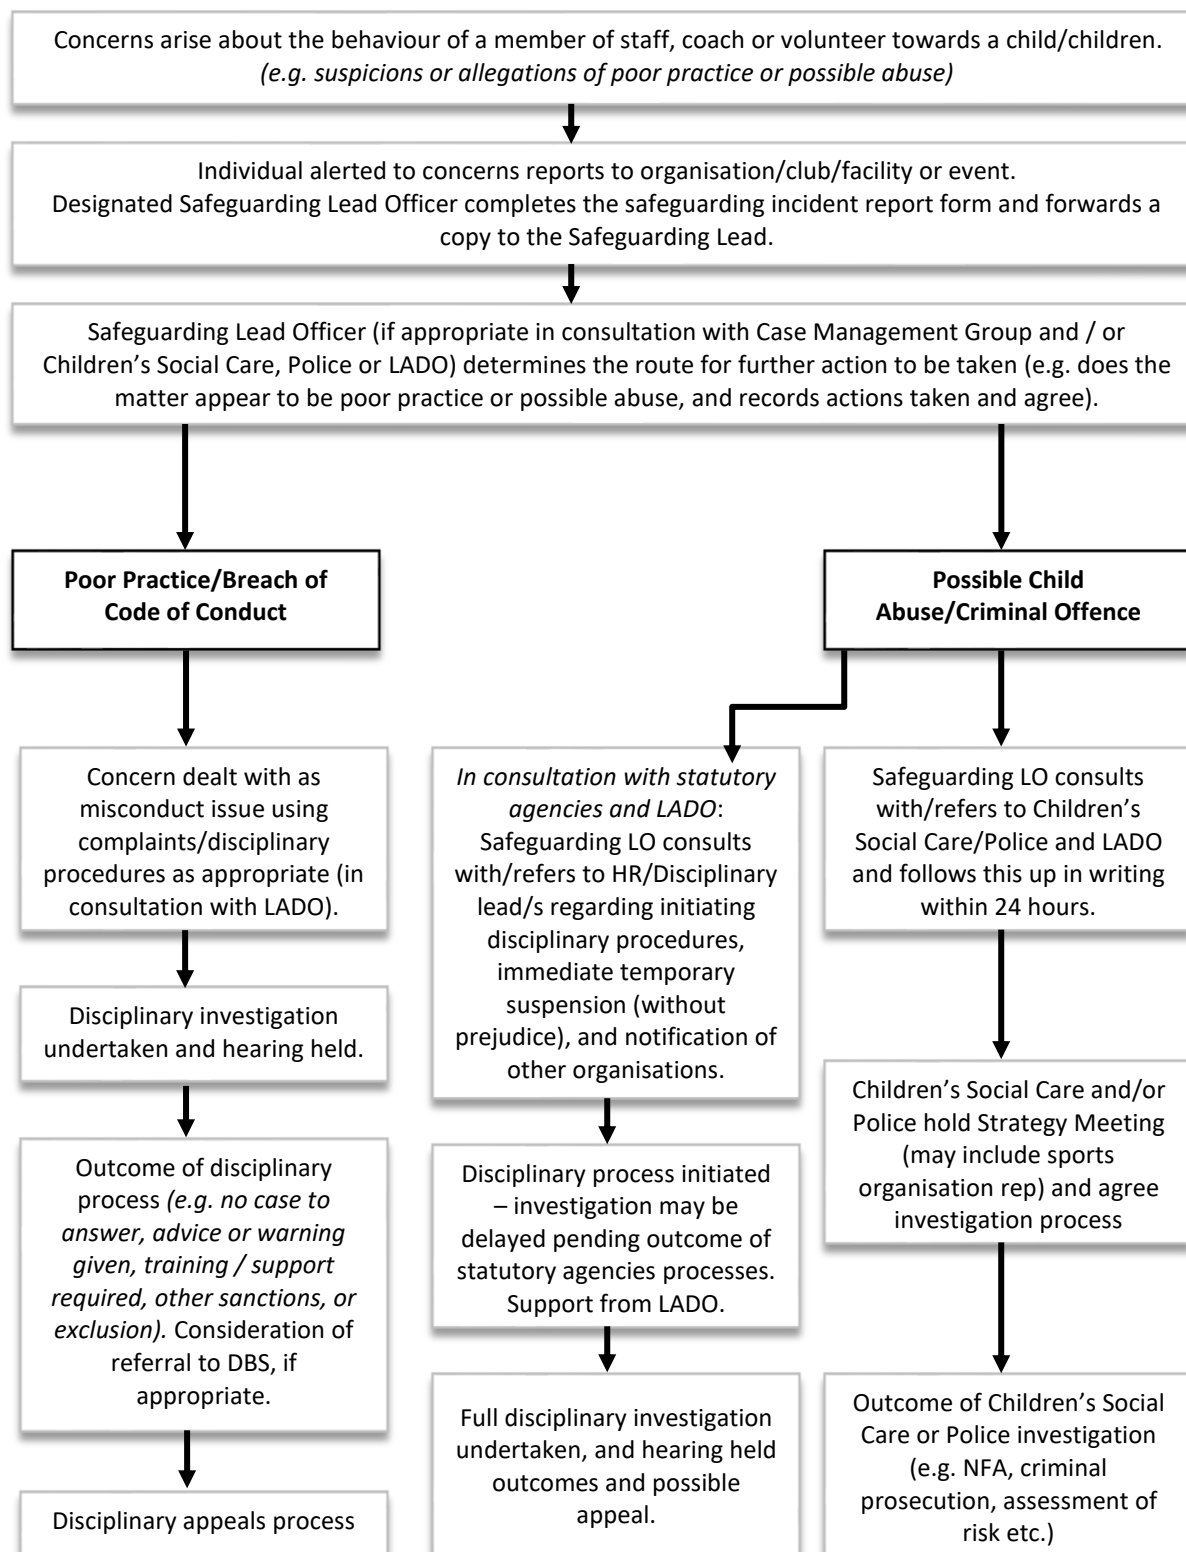 Concerns arise about the behaviour of a member of staff, coach or volunteer towards a child/children.
(e.g. suspicions or allegations of poor practice or possible abuse)
Individual alerted to concerns reports to organisation/club/facility or event.
Designated Safeguarding Lead Officer completes the safeguarding incident report form and forwards a
copy to the Safeguarding Lead.
Safeguarding Lead Officer (if appropriate in consultation with Case Management Group and / or
Children’s Social Care, Police or LADO) determines the route for further action to be taken (e.g. does the
matter appear to be poor practice or possible abuse, and records actions taken and agree).
Poor Practice/Breach of
Code of Conduct
Possible Child
Abuse/Criminal Offence
Concern dealt with as
misconduct issue using
complaints/disciplinary
procedures as appropriate (in
consultation with LADO).
Disciplinary investigation
undertaken and hearing held.
Outcome of disciplinary
process (e.g. no case to
answer, advice or warning
given, training / support
required, other sanctions, or
exclusion). Consideration of
referral to DBS, if
appropriate.
Disciplinary appeals process
In consultation with statutory
agencies and LADO:
Safeguarding LO consults
with/refers to HR/Disciplinary
lead/s regarding initiating
disciplinary procedures,
immediate temporary
suspension (without
prejudice), and notification of
other organisations.
Disciplinary process initiated
– investigation may be
delayed pending outcome of
statutory agencies processes.
Support from LADO.
Full disciplinary investigation
undertaken, and hearing held
outcomes and possible
appeal.
Safeguarding LO consults
with/refers to Children’s
Social Care/Police and LADO
and follows this up in writing
within 24 hours.
Children’s Social Care and/or
Police hold Strategy Meeting
(may include sports
organisation rep) and agree
investigation process
Outcome of Children’s Social
Care or Police investigation
(e.g. NFA, criminal
prosecution, assessment of
risk etc.)